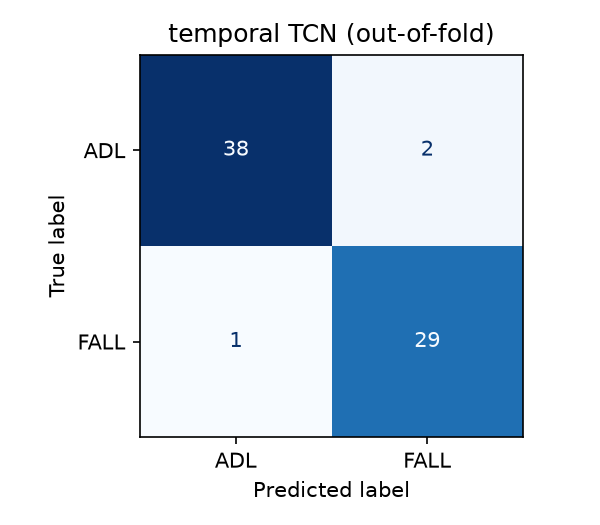 temporal TCN (out-of-fold)
ADL
38
2
True label
FALL
1
29
ADL
FALL
Predicted label